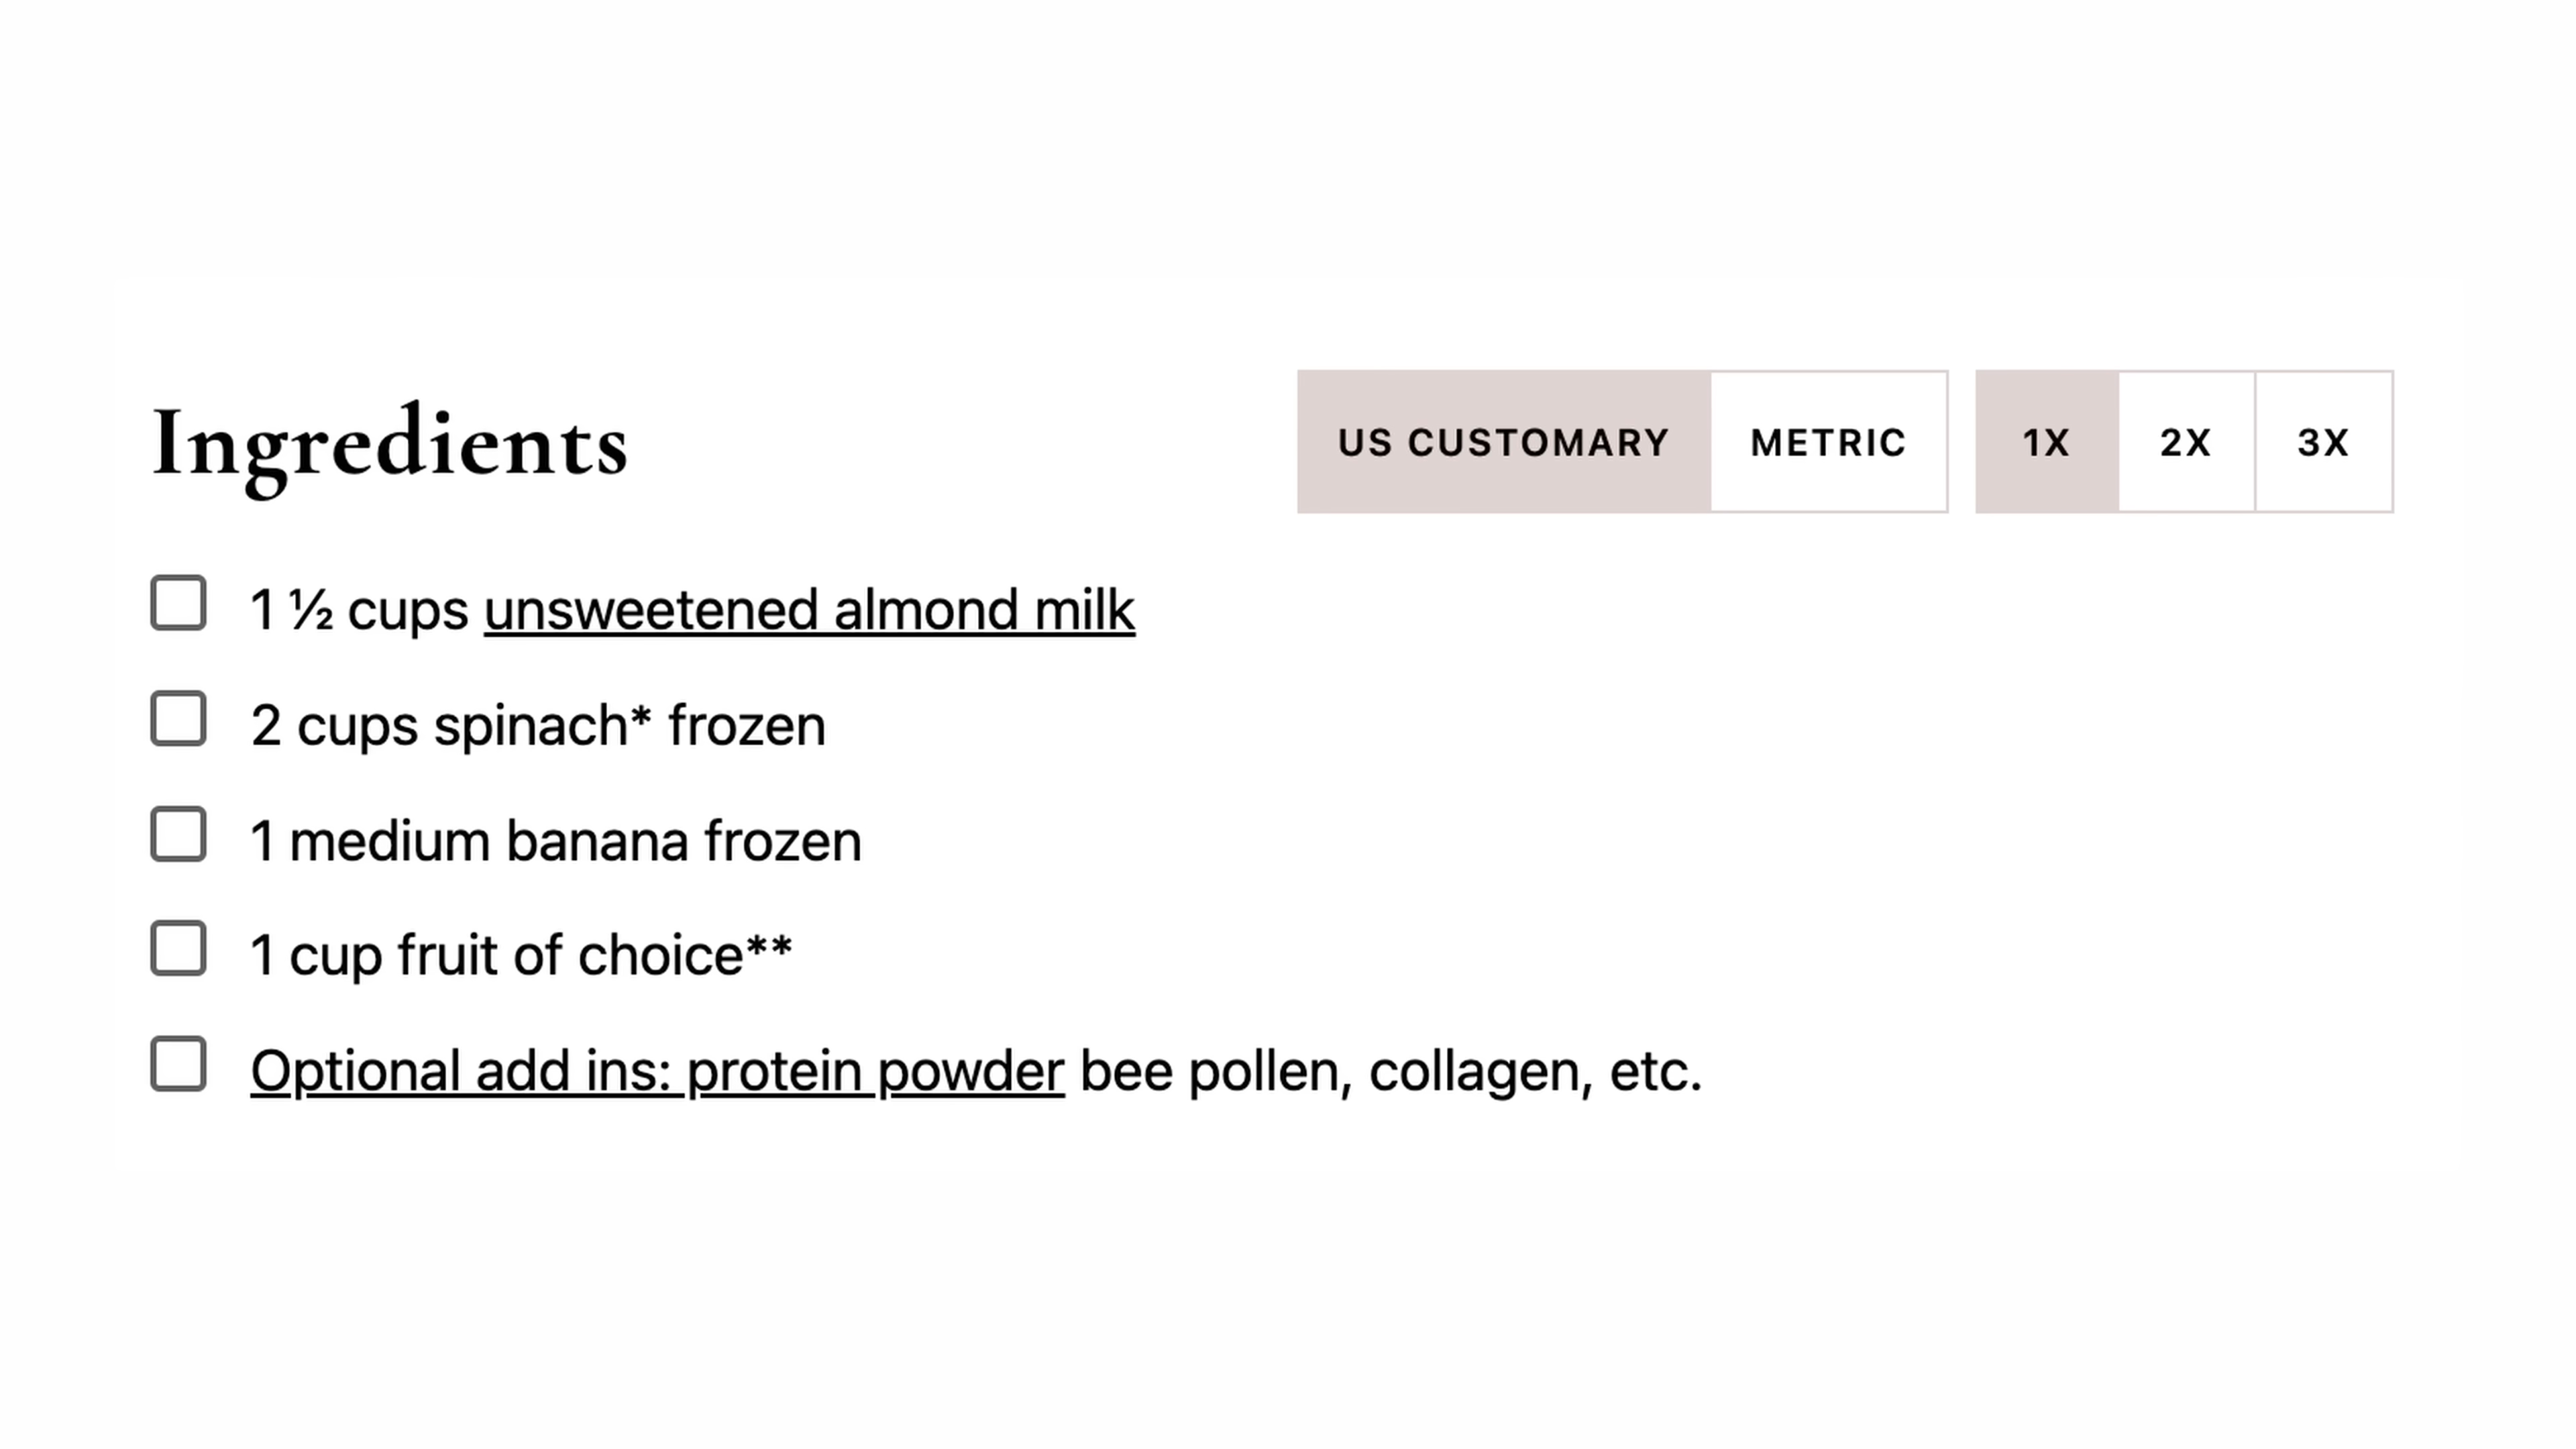 Ingredients
US CUSTOMARY METRIC 1X 2X 3X
1 ½ cups unsweetened almond milk
2 cups spinach* frozen
1 medium banana frozen
1 cup fruit of choice**
Optional add ins: protein powder bee pollen, collagen, etc.